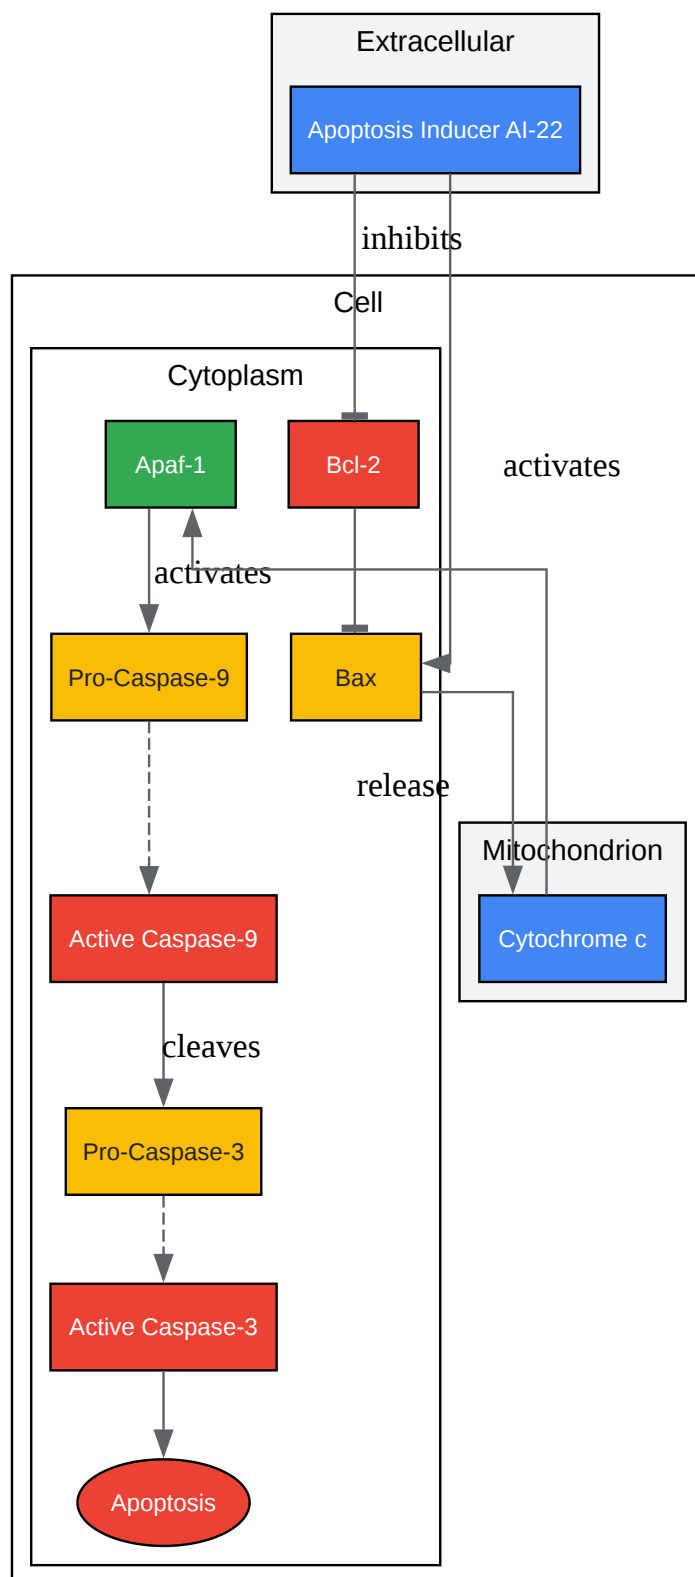 Extracellular
Apoptosis Inducer AI-22
inhibits
Cell
Cytoplasm
Apaf-1
Bcl-2
activates
activates
Pro-Caspase-9
Bax
release
Mitochondrion
Active Caspase-9
Cytochrome c
cleaves
Pro-Caspase-3
Active Caspase-3
Apoptosis